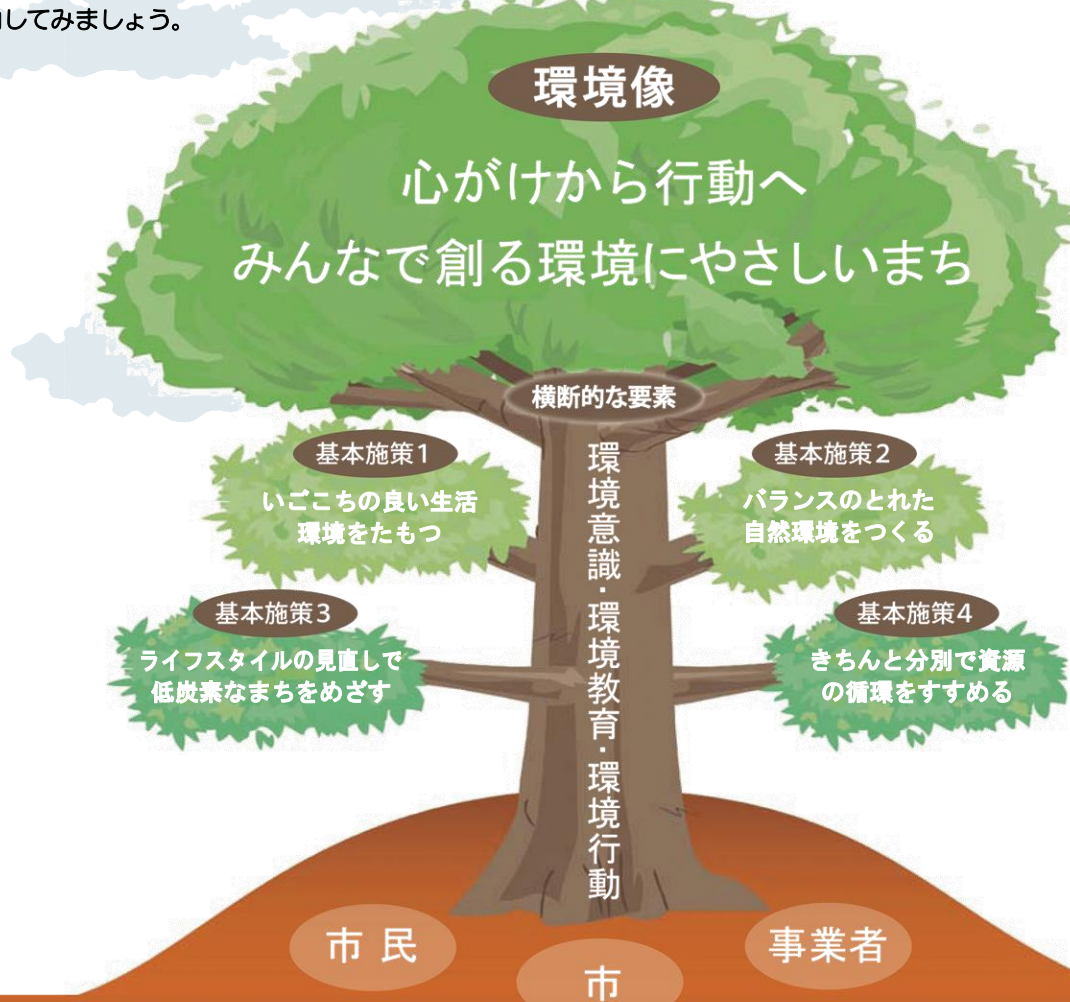 してみましょう。
環境像
心がけから行動へ
みんなで創る環境にやさしいまち
横断的な要素
環境意識・環境教育・環境行動
基本施策1
いごこちの良い生活
環境をたもつ
基本施策2
バランスのとれた
自然環境をつくる
基本施策3
ライフスタイルの見直しで
低炭素なまちをめざす
基本施策4
きちんと分別で資源
の循環をすすめる
市民
市
事業者